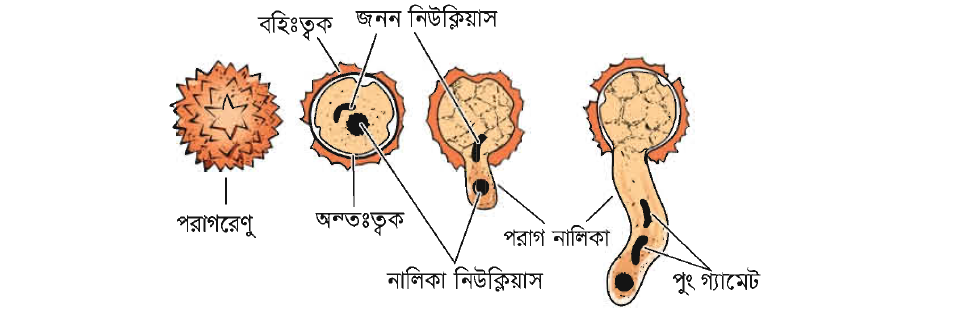 বহিঃত্বক
জনন নিউক্লিয়াস
পরাগরেণু
অন্তঃত্বক
পরাগ নালিকা
নালিকা নিউক্লিয়াস
পুং গ্যামেট